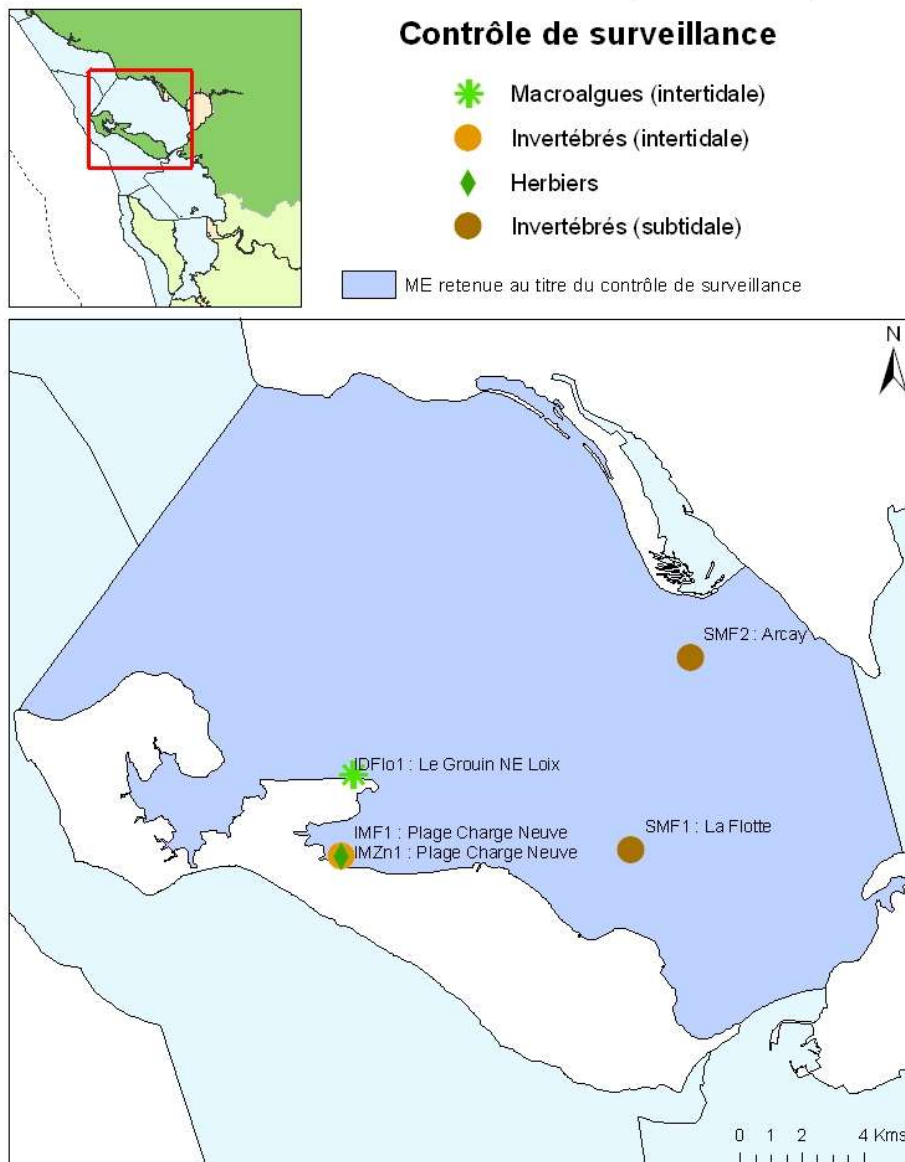 Contrôle de surveillance
Macroalgues (intertidale)
Invertébrés (intertidale)
Herbiers
Invertébrés (subtidale)
ME retenue au titre du contrôle de surveillance
N
SMF2 : Arcay
IDFlo1 : Le Grouin NE Loix
IMF1 : Plage Charge Neuve
SMF1 : La Flotte
IMZn1 : Plage Charge Neuve
0 1 2 4 Kms